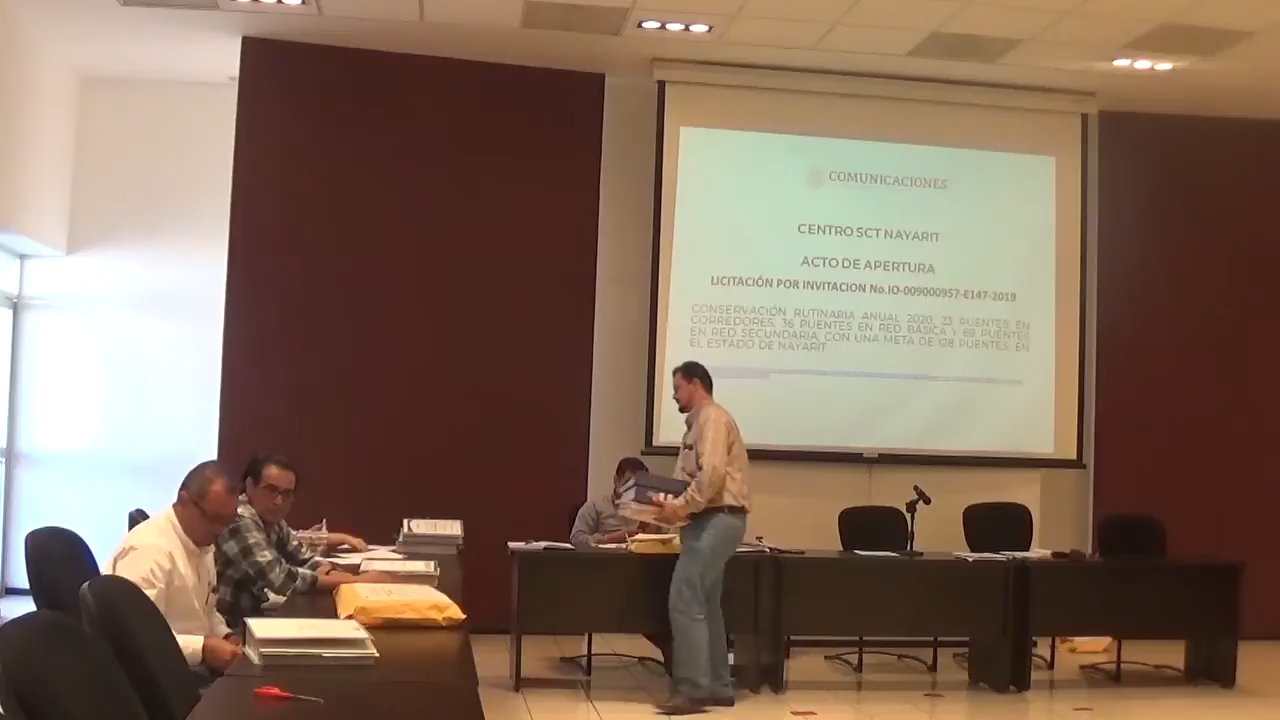 COMUNICACIONES
CENTRO SCT NAYARIT
ACTO DE APERTURA
LICITACIÓN POR INVITACION No.IO-009000957-E147-2019
CONSERVACIÓN RUTINARIA ANUAL 2020, 23 PUENTES EN
CORREDORES, 36 PUENTES EN RED BÁSICA Y 69 PUENTES
EN RED SECUNDARIA, CON UNA META DE 128 PUENTES, EN
EL ESTADO DE NAYARIT